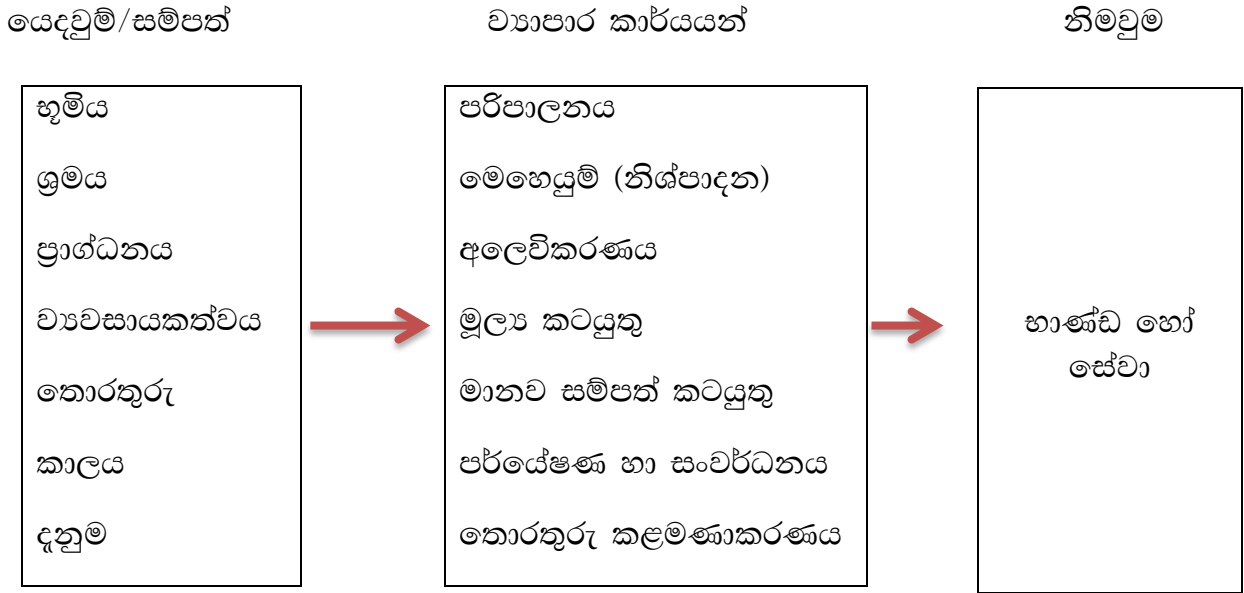 යෙදවුම්/සම්පත්
ව්‍යාපාර කාර්යයන්
නිමවුම
භූමිය
ශ්‍රමය
ප්‍රාග්ධනය
ව්‍යවසායකත්වය
තොරතුරු
කාලය
දැනුම
පරිපාලනය
මෙහෙයුම් (නිශ්පාදන)
අලෙවිකරණය
මූල්‍ය කටයුතු
මානව සම්පත් කටයුතු
පර්යේෂණ හා සංවර්ධනය
තොරතුරු කළමණාකරණය
භාණ්ඩ හෝ
සේවා